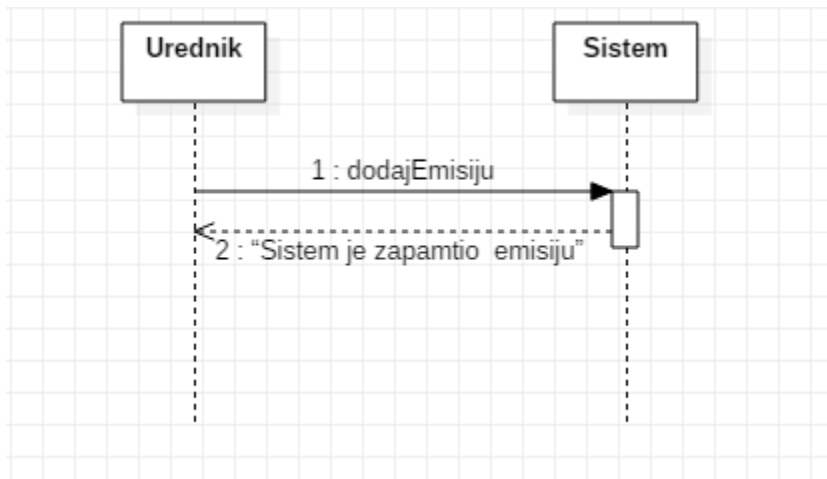 Urednik
Sistem
1 : dodajEmisiju
2 : “Sistem je zapamtio  emisiju”